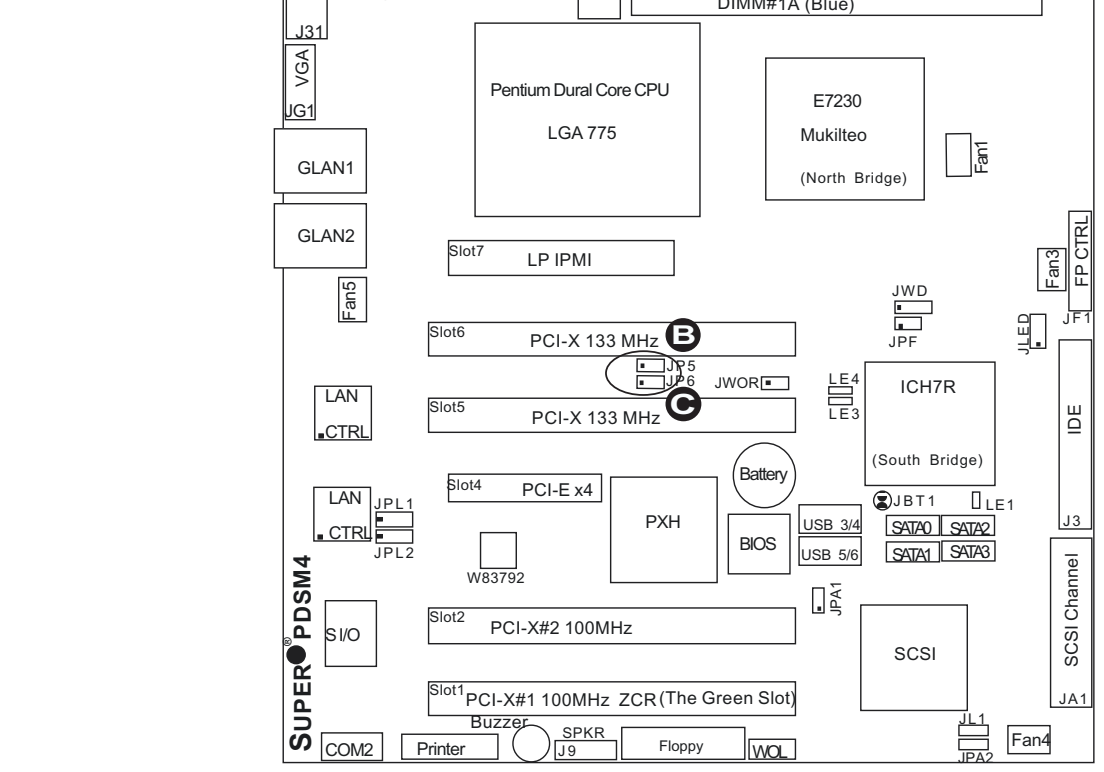 DIMM#1A (Blue)
J31
VGA
JG1
Pentium Dural Core CPU
LGA 775
E7230
Mukilteo
(North Bridge)
Fan1
GLAN1
GLAN2
Fan5
Slot7
LP IPMI
FP CTRL
Fan3
JF1
JLED
JWD
JPF
Slot6
PCI-X 133 MHz
B
JP5
JP6
JWOR
C
Slot5
PCI-X 133 MHz
LE4
LE3
ICH7R
(South Bridge)
IDE
J3
LAN
CTRL
LAN
CTRL
JPL1
JPL2
Slot4
PCI-E x4
PXH
Battery
BIOS
USB 3/4
USB 5/6
JBT1
LE1
SATA0
SATA2
SATA1
SATA3
W83792
JPA1
SUPER® PDSM4
S I/O
Slot2
PCI-X#2 100MHz
SCSI
SCSI Channel
JA1
Slot1
PCI-X#1 100MHz ZCR (The Green Slot)
Buzzer
COM2
Printer
SPKR
J9
Floppy
WOL
JL1
JPA2
Fan4